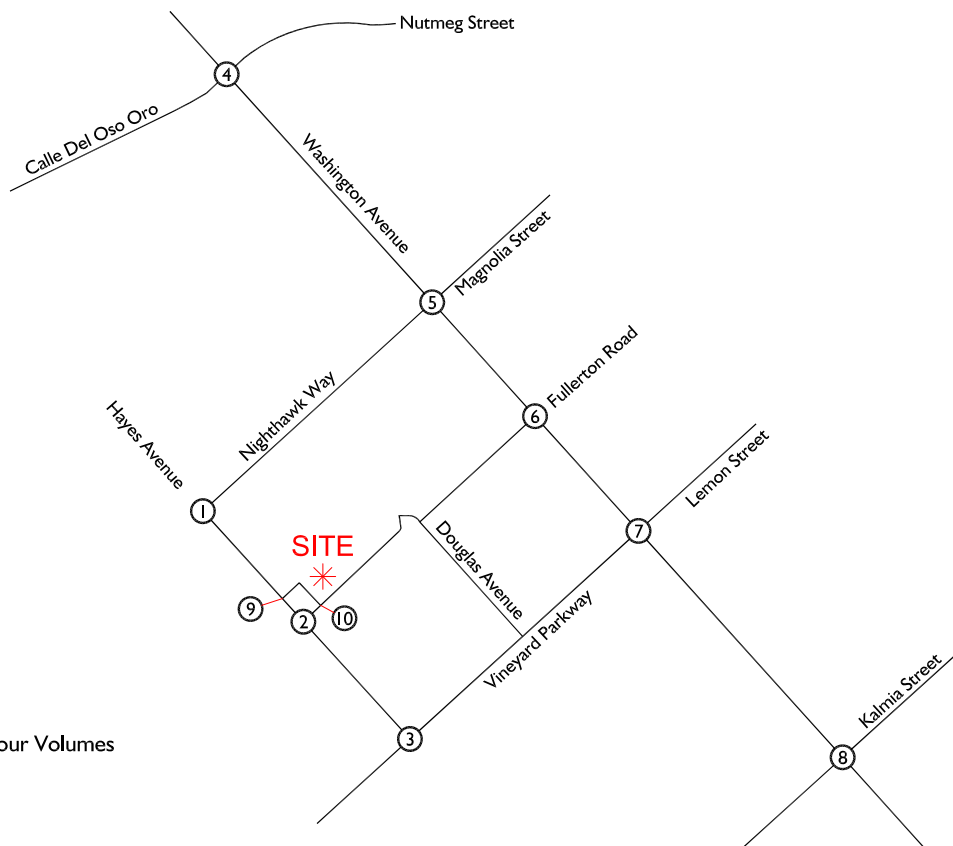 Nutmeg Street
4
Calle Del Oso Oro
Washington Avenue
Magnolia Street
5
Fullerton Road
6
Nighthawk Way
Hayes Avenue
Lemon Street
1
7
SITE
Douglas Avenue
9
2
10
Vineyard Parkway
Kalmia Street
3
our Volumes
8